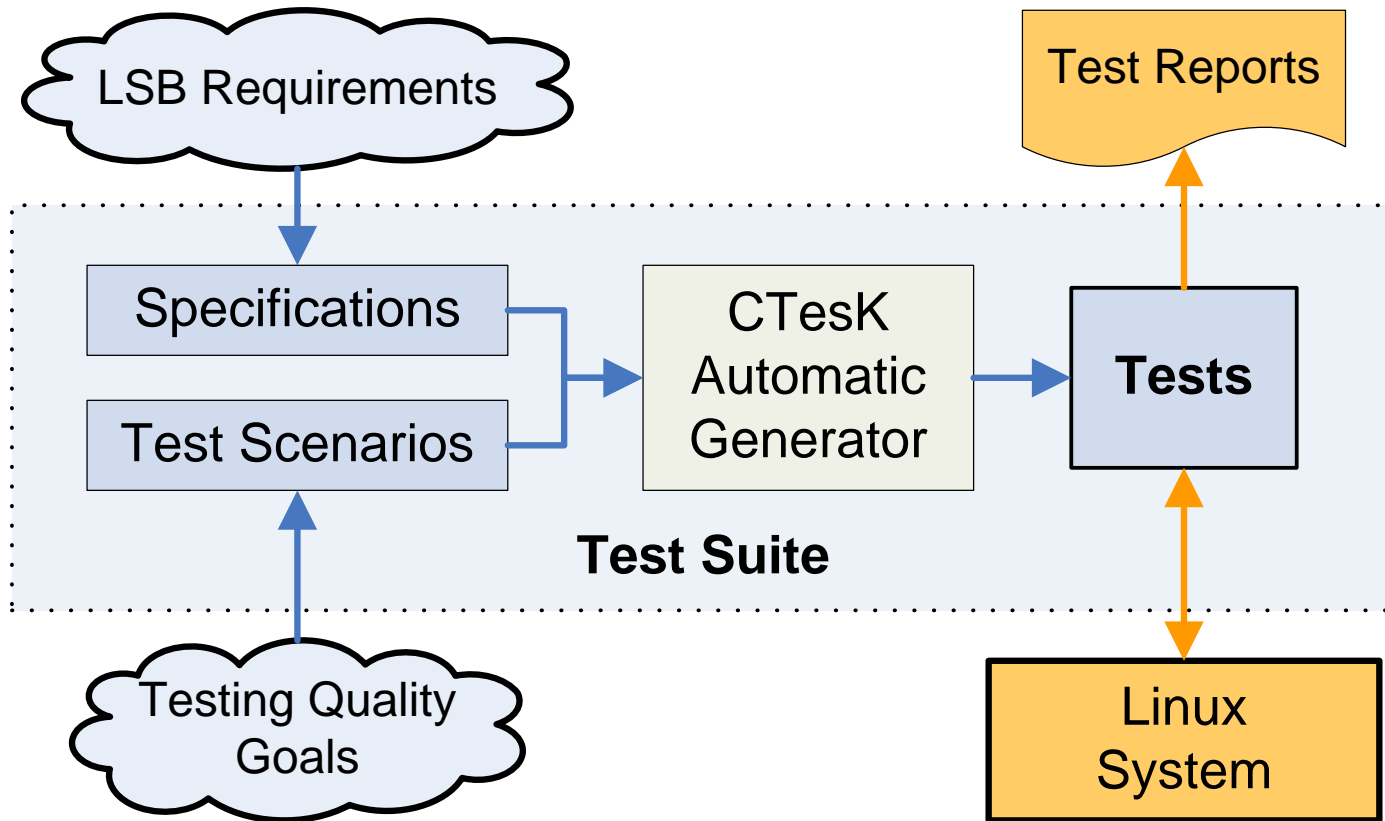 LSB Requirements
Test Reports
Specifications
Test Scenarios
CTesK
Automatic
Generator
Tests
Test Suite
Testing Quality
Goals
Linux
System